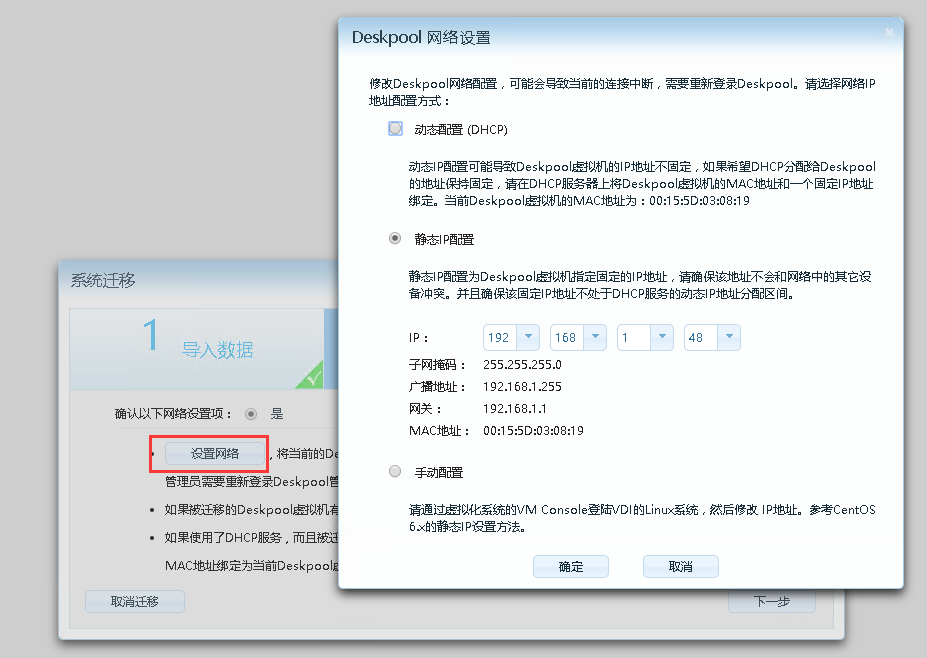 Deskpool 网络设置
修改Deskpool网络配置，可能会导致当前的连接中断，需要重新登录Deskpool。请选择网络IP
地址配置方式：
动态配置 (DHCP)
动态IP配置可能导致Deskpool虚拟机的IP地址不固定，如果希望DHCP分配给Deskpool
的地址保持固定，请在DHCP服务器上将Deskpool虚拟机的MAC地址和一个固定IP地址
绑定。当前Deskpool虚拟机的MAC地址为：00:15:5D:03:08:19
静态IP配置
静态IP配置为Deskpool虚拟机指定固定的IP地址，请确保该地址不会和网络中的其它设
备冲突。并且确保该固定IP地址不处于DHCP服务的动态IP地址分配区间。
IP： 192 168 1 48
子网掩码： 255.255.255.0
广播地址： 192.168.1.255
网关： 192.168.1.1
MAC地址： 00:15:5D:03:08:19
手动配置
请通过虚拟化系统的VM Console登陆VDI的Linux系统，然后修改 IP地址。参考CentOS
6.x的静态IP设置方法。
确定 取消
系统迁移
1 导入数据
确认以下网络设置项： 是
• 设置网络 ，将当前的De
管理员需要重新登录Deskpool管
• 如果被迁移的Deskpool虚拟机有
• 如果使用了DHCP服务，而且被迁
MAC地址绑定为当前Deskpool
取消迁移 下一步